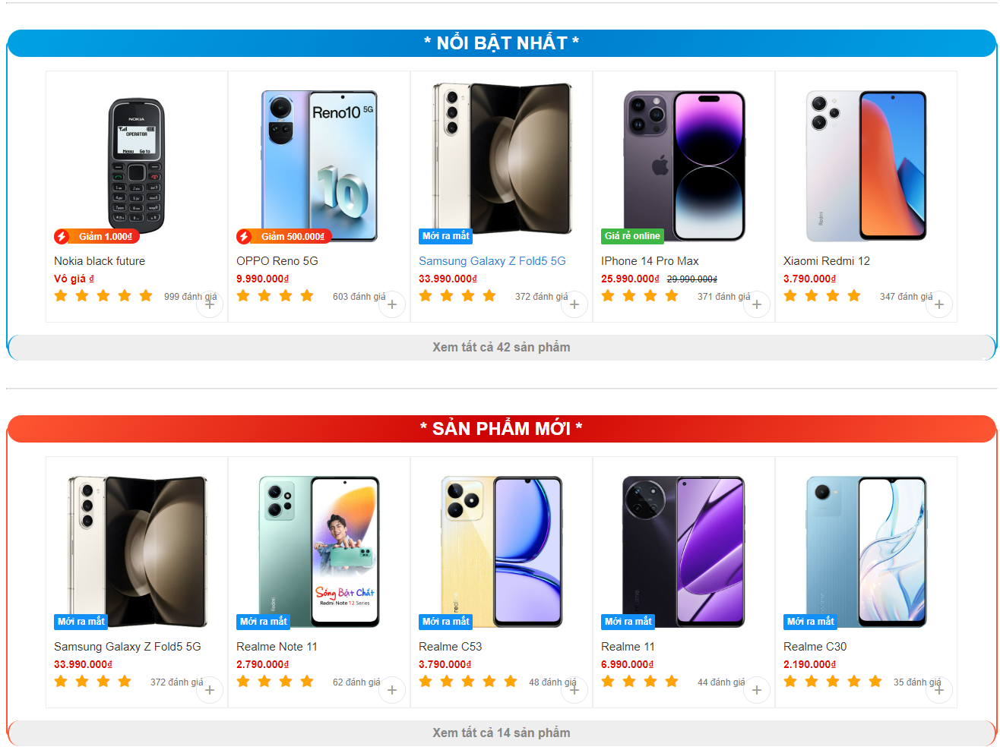 * NỔI BẬT NHẤT *
NOKIA
OPERATOR
Menu Go to
Reno10 5G
10
Redmi
Giảm 1.000₫
Giảm 500.000₫
Mới ra mắt
Giá rẻ online
Nokia black future
OPPO Reno 5G
Samsung Galaxy Z Fold5 5G
IPhone 14 Pro Max
Xiaomi Redmi 12
Vô giá ₫
9.990.000₫
33.990.000₫
25.990.000₫ 29.990.000₫
3.790.000₫
999 đánh giá
603 đánh giá
372 đánh giá
371 đánh giá
347 đánh giá
Xem tất cả 42 sản phẩm
* SẢN PHẨM MỚI *
Sóng Bật Chất
Redmi Note 12 Series
Redmi
realme
realme
Mới ra mắt
Mới ra mắt
Mới ra mắt
Mới ra mắt
Mới ra mắt
Samsung Galaxy Z Fold5 5G
Realme Note 11
Realme C53
Realme 11
Realme C30
33.990.000₫
2.790.000₫
3.790.000₫
6.990.000₫
2.190.000₫
372 đánh giá
62 đánh giá
48 đánh giá
44 đánh giá
35 đánh giá
Xem tất cả 14 sản phẩm